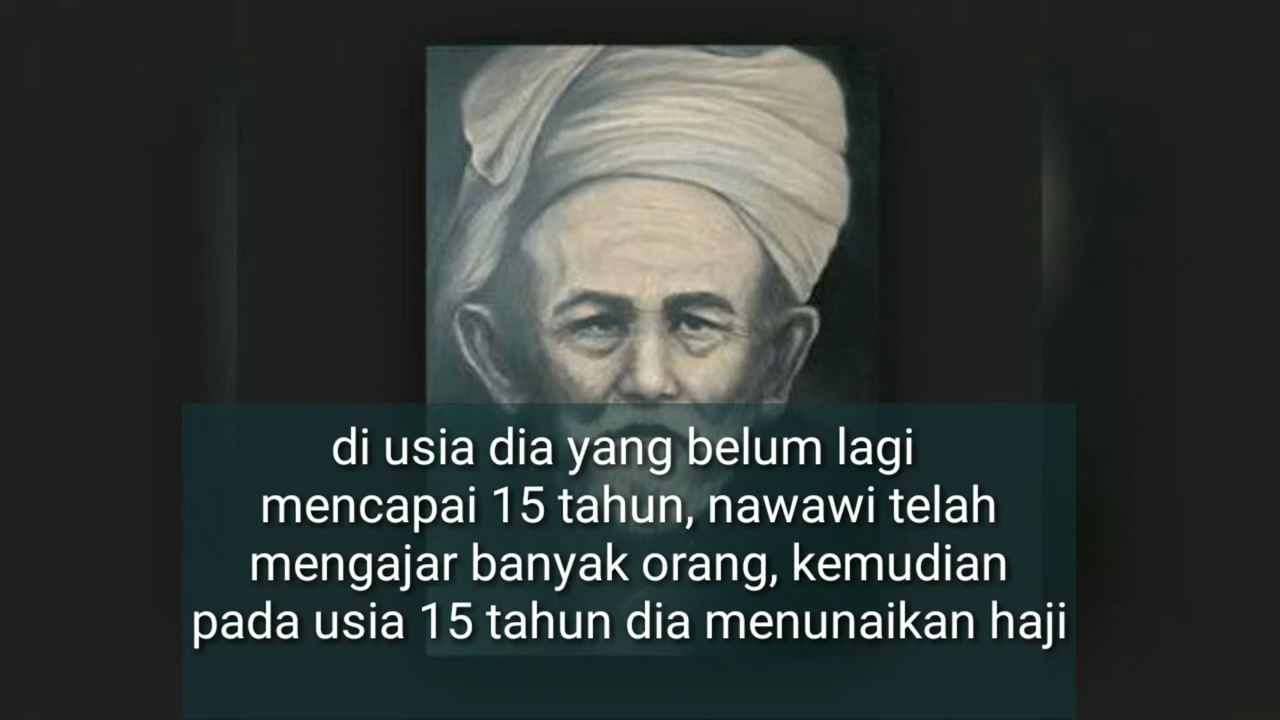 di usia dia yang belum lagi
mencapai 15 tahun, nawawi telah
mengajar banyak orang, kemudian
pada usia 15 tahun dia menunaikan haji